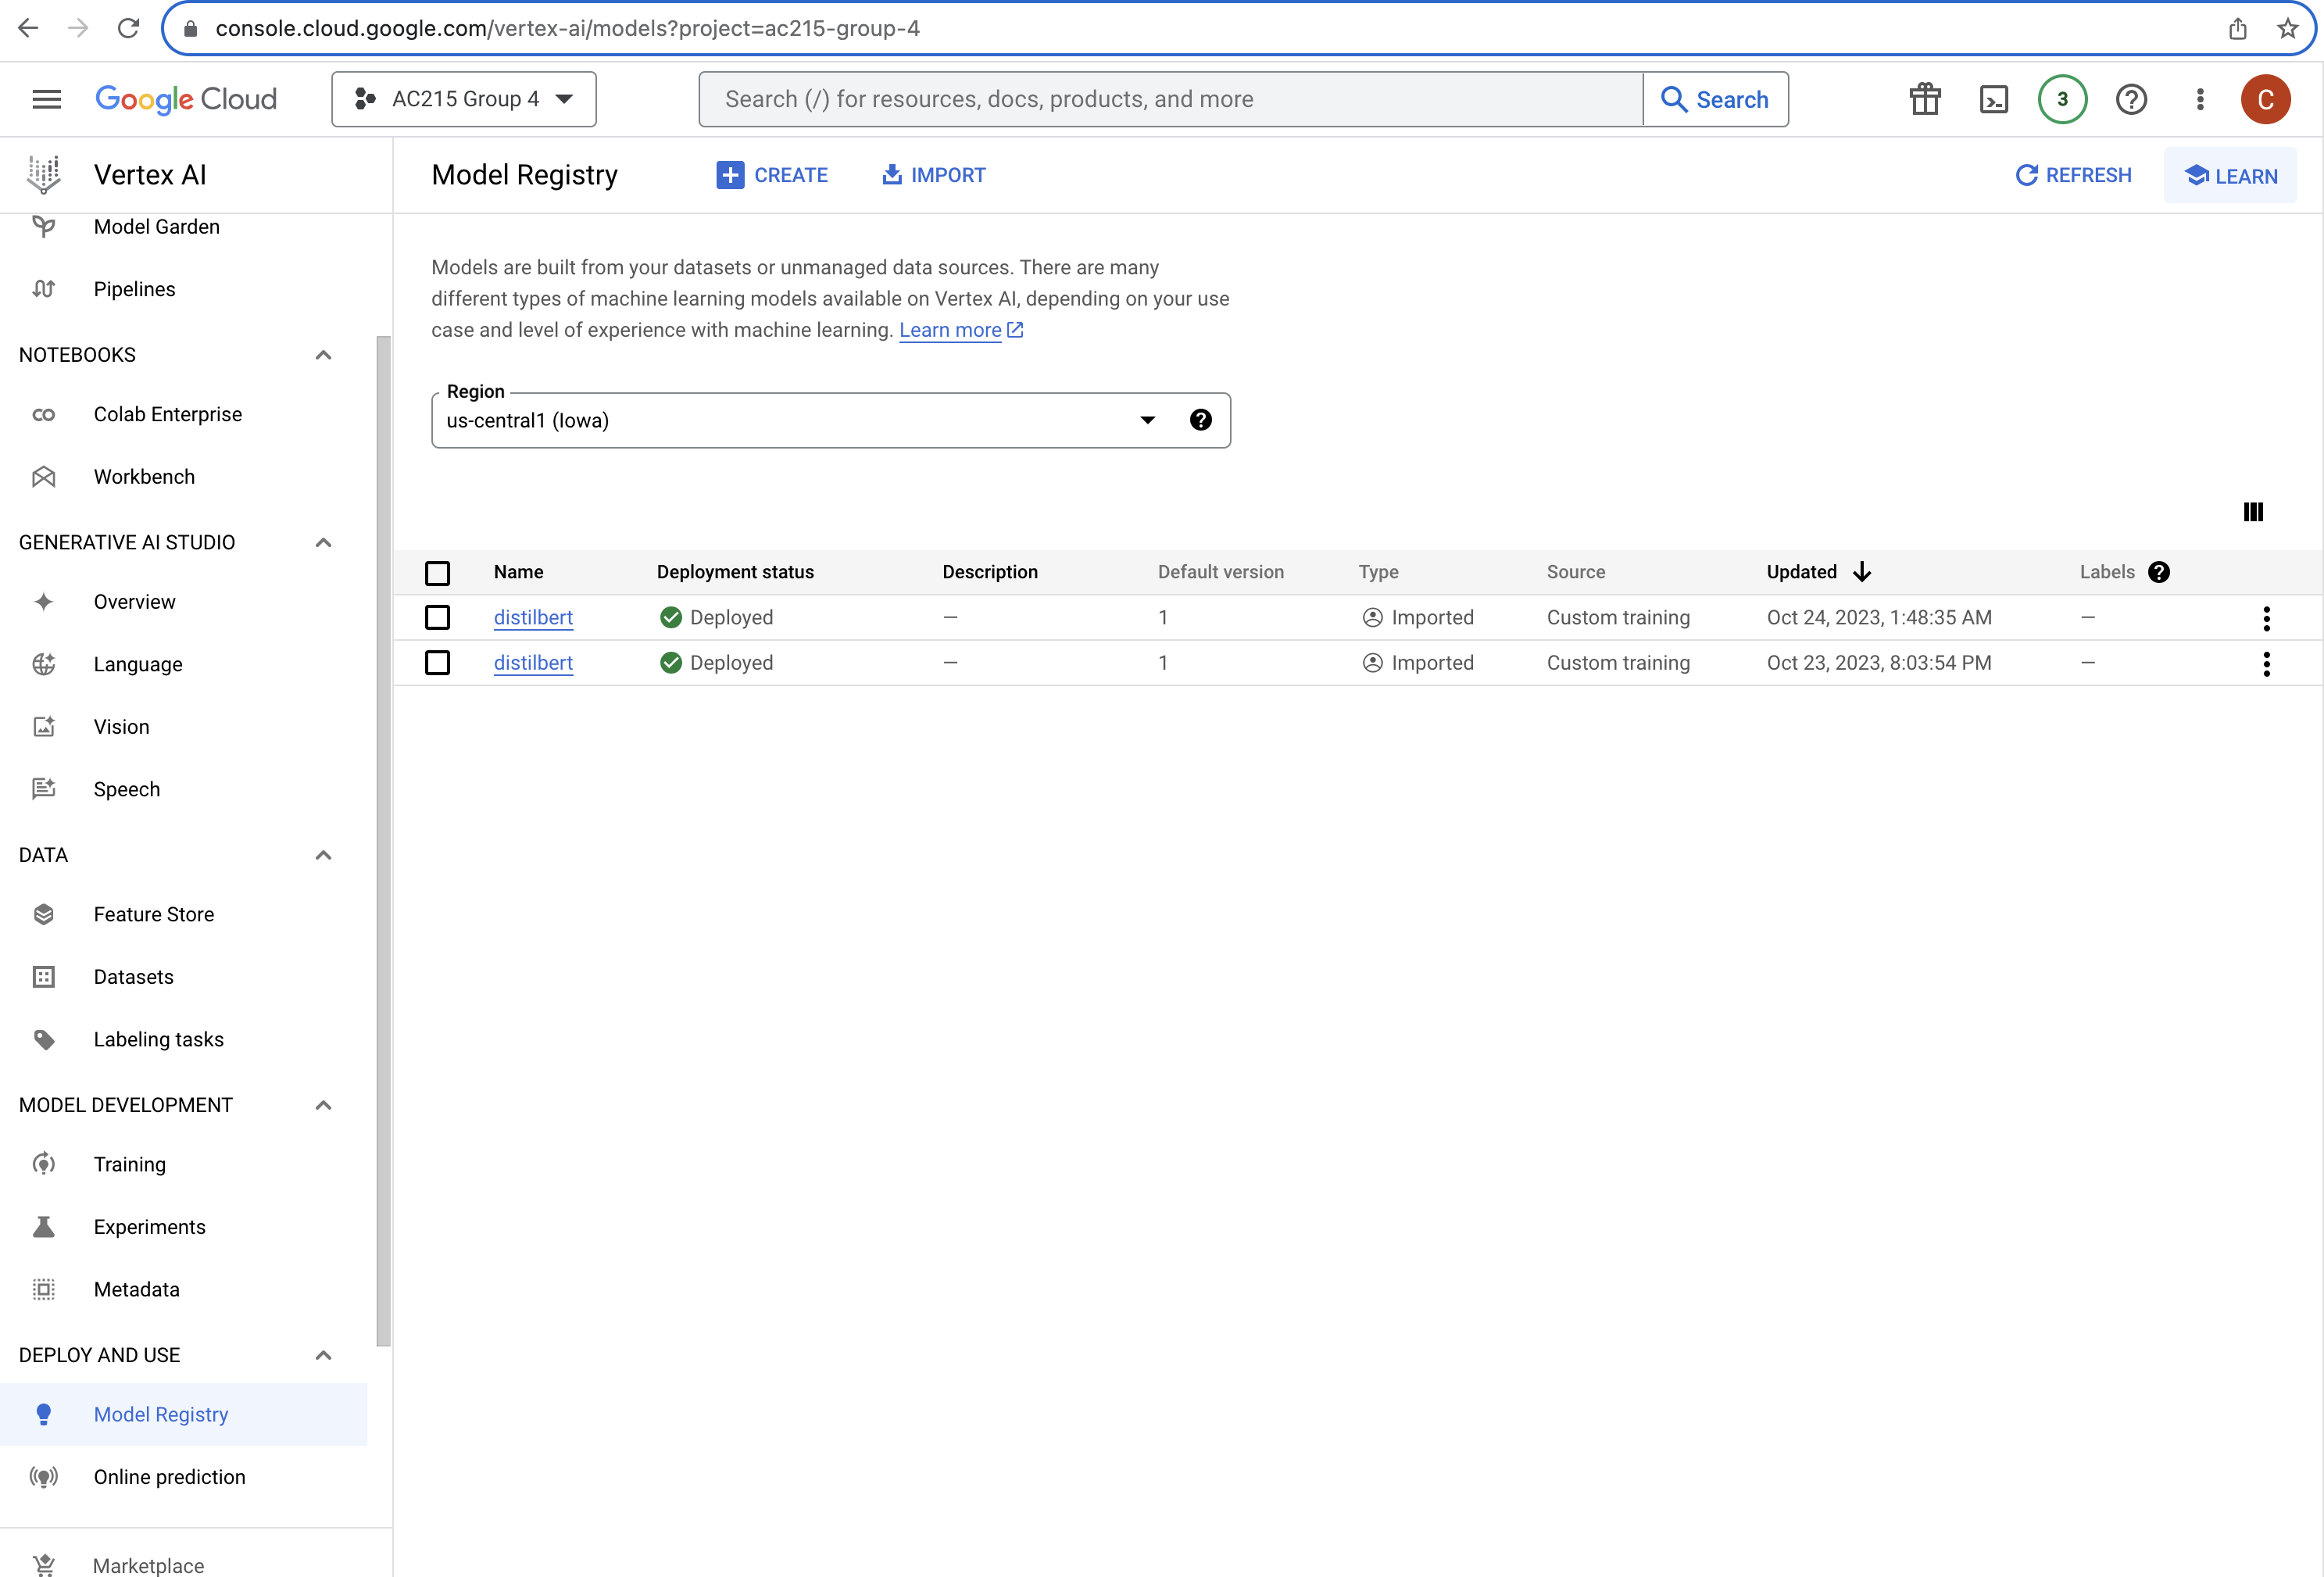 console.cloud.google.com/vertex-ai/models?project=ac215-group-4
Google Cloud
AC215 Group 4
Search (/) for resources, docs, products, and more
Search
3
C
Vertex AI
Model Garden
Pipelines
NOTEBOOKS
Colab Enterprise
Workbench
GENERATIVE AI STUDIO
Overview
Language
Vision
Speech
DATA
Feature Store
Datasets
Labeling tasks
MODEL DEVELOPMENT
Training
Experiments
Metadata
DEPLOY AND USE
Model Registry
Online prediction
Marketplace
Model Registry
CREATE
IMPORT
REFRESH
LEARN
Models are built from your datasets or unmanaged data sources. There are many
different types of machine learning models available on Vertex AI, depending on your use
case and level of experience with machine learning. Learn more
Region
us-central1 (Iowa)
Name Deployment status Description Default version Type Source Updated Labels
distilbert Deployed — 1 Imported Custom training Oct 24, 2023, 1:48:35 AM —
distilbert Deployed — 1 Imported Custom training Oct 23, 2023, 8:03:54 PM —